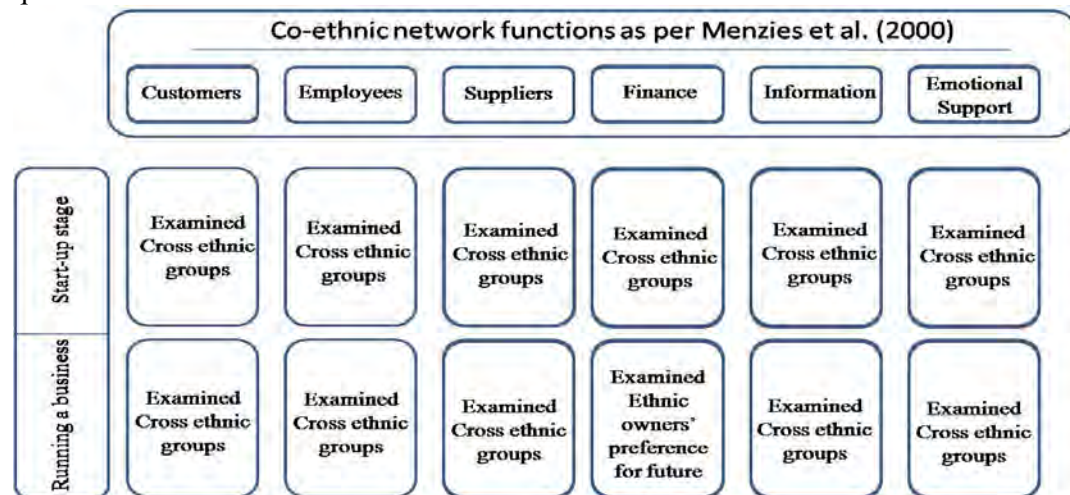 Co-ethnic network functions as per Menzies et al. (2000)
Customers
Employees
Suppliers
Finance
Information
Emotional
Support
Start-up stage
Examined
Cross ethnic
groups
Examined
Cross ethnic
groups
Examined
Cross ethnic
groups
Examined
Cross ethnic
groups
Examined
Cross ethnic
groups
Examined
Cross ethnic
groups
Running a business
Examined
Cross ethnic
groups
Examined
Cross ethnic
groups
Examined
Cross ethnic
groups
Examined
Ethnic
owners’
preference
for future
Examined
Cross ethnic
groups
Examined
Cross ethnic
groups